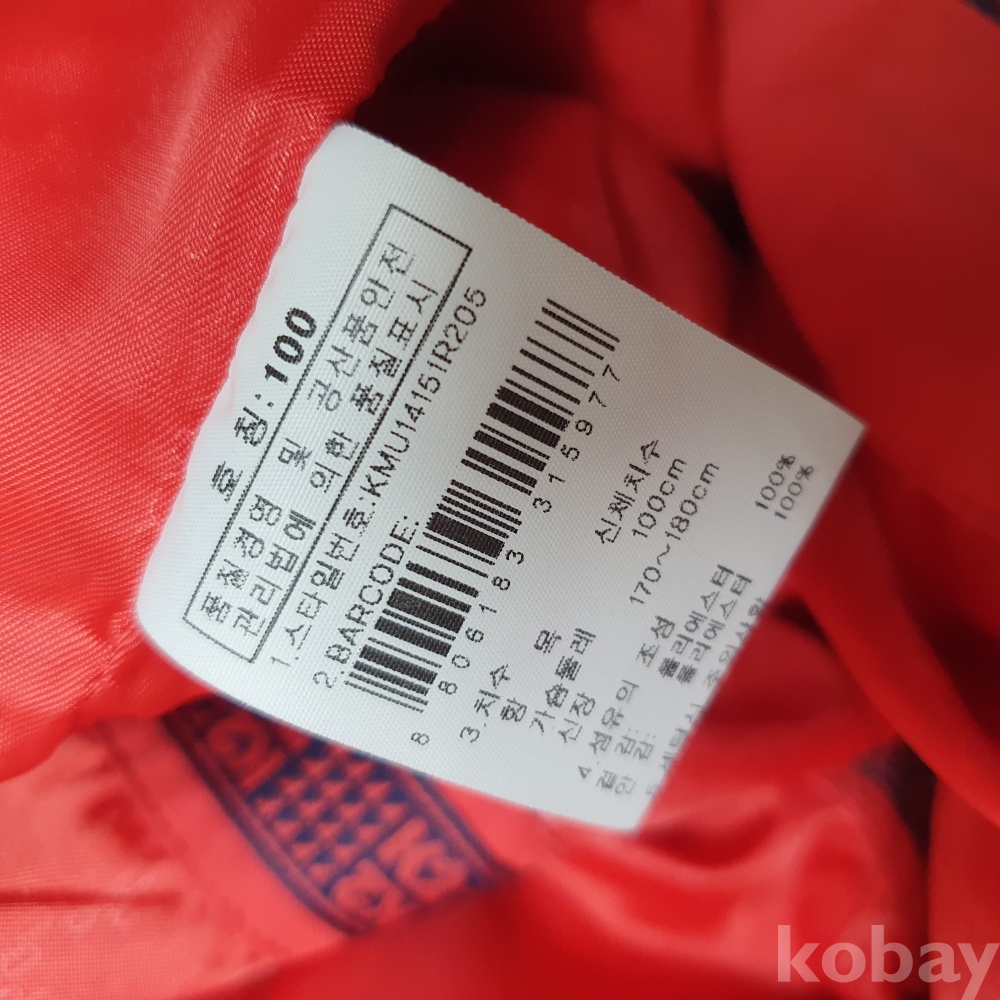 호 칭: 100
품질경영 및 공산품안전
관리법에 의한 품질표시
1.스타일번호:KMU14151R205
2.BARCODE:
8 806183 315977
3.치수
항 목 신체치수
가슴둘레 100cm
신장 170~180cm
4.섬유의 조성
겉감: 폴리에스터 100%
안감: 폴리에스터 100%
K2
kobay